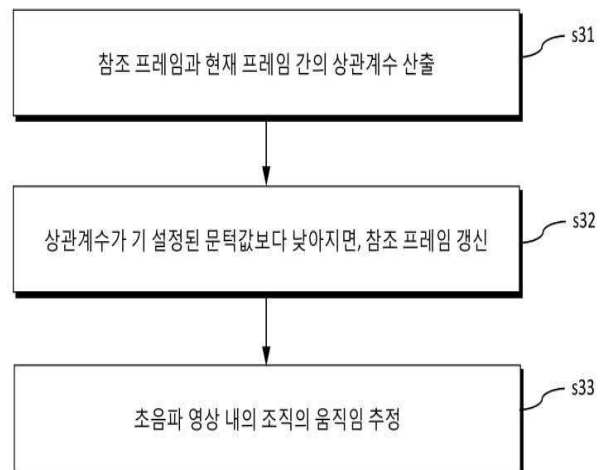 참조 프레임과 현재 프레임 간의 상관계수 산출
s31
상관계수가 기 설정된 문턱값보다 낮아지면, 참조 프레임 갱신
s32
초음파 영상 내의 조직의 움직임 추정
s33